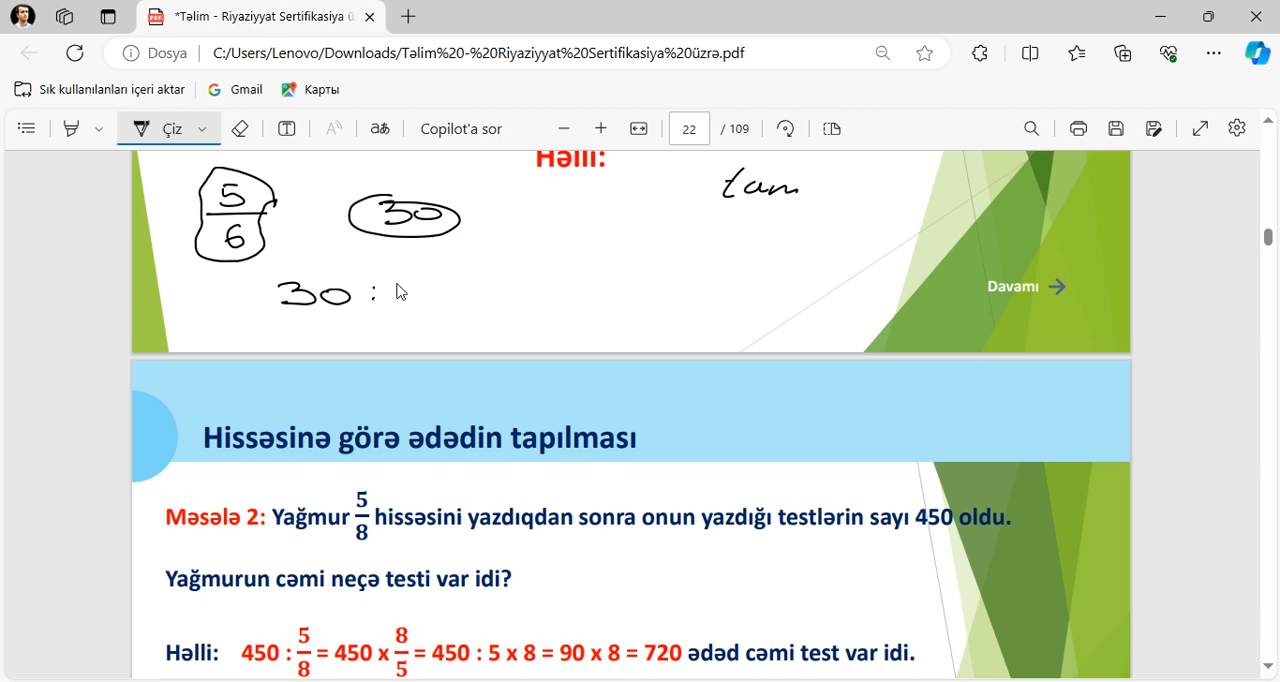 *Təlim - Riyaziyyat Sertifikasiya ü
Dosya C:/Users/Lenovo/Downloads/Təlim%20-%20Riyaziyyat%20Sertifikasiya%20üzrə.pdf
Sık kullanılanları içeri aktar Gmail Карты
Çiz aあ Copilot'a sor 22 / 109
Həlli:
5/6 30 tam
30 :
Davamı
Hissəsinə görə ədədin tapılması
Məsələ 2: Yağmur 5/8 hissəsini yazdıqdan sonra onun yazdığı testlərin sayı 450 oldu.
Yağmurun cəmi neçə testi var idi?
Həlli: 450 : 5/8 = 450 x 8/5 = 450 : 5 x 8 = 90 x 8 = 720 ədəd cəmi test var idi.